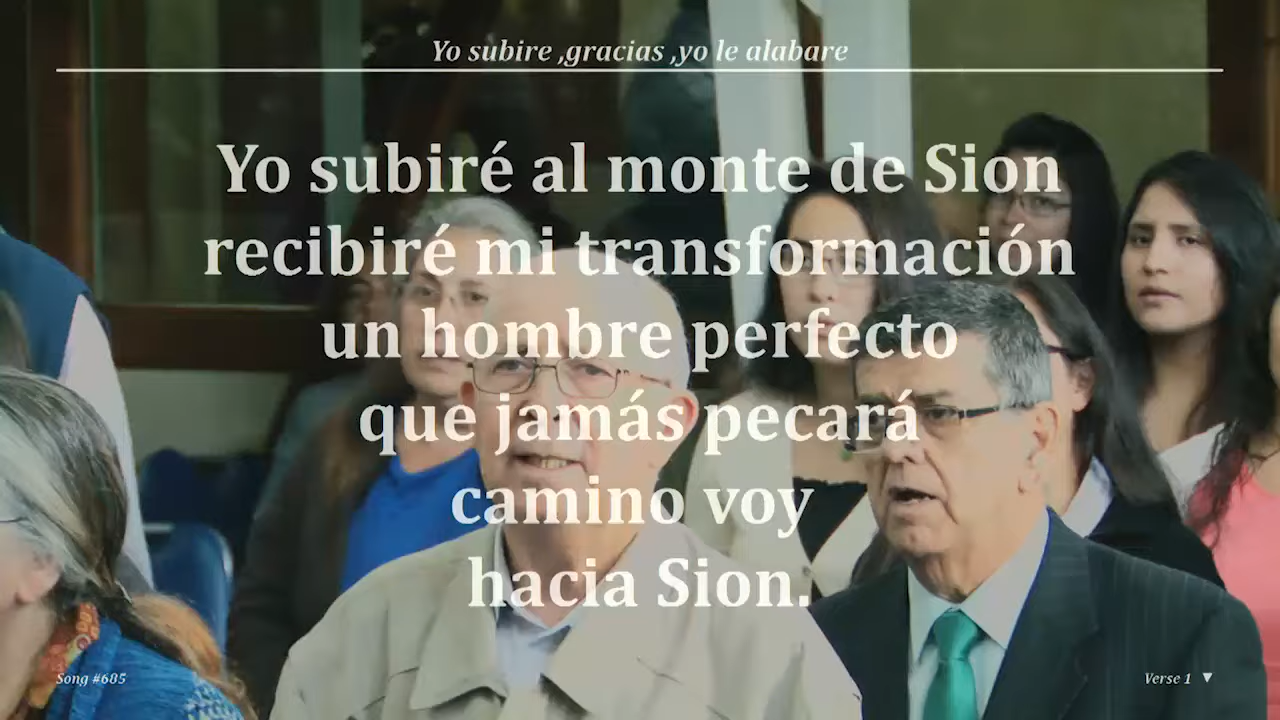 Yo subire ,gracias ,yo le alabare
Yo subiré al monte de Sion
recibiré mi transformación
un hombre perfecto
que jamás pecará
camino voy
hacia Sion.
Song #685
Verse 1 ▼